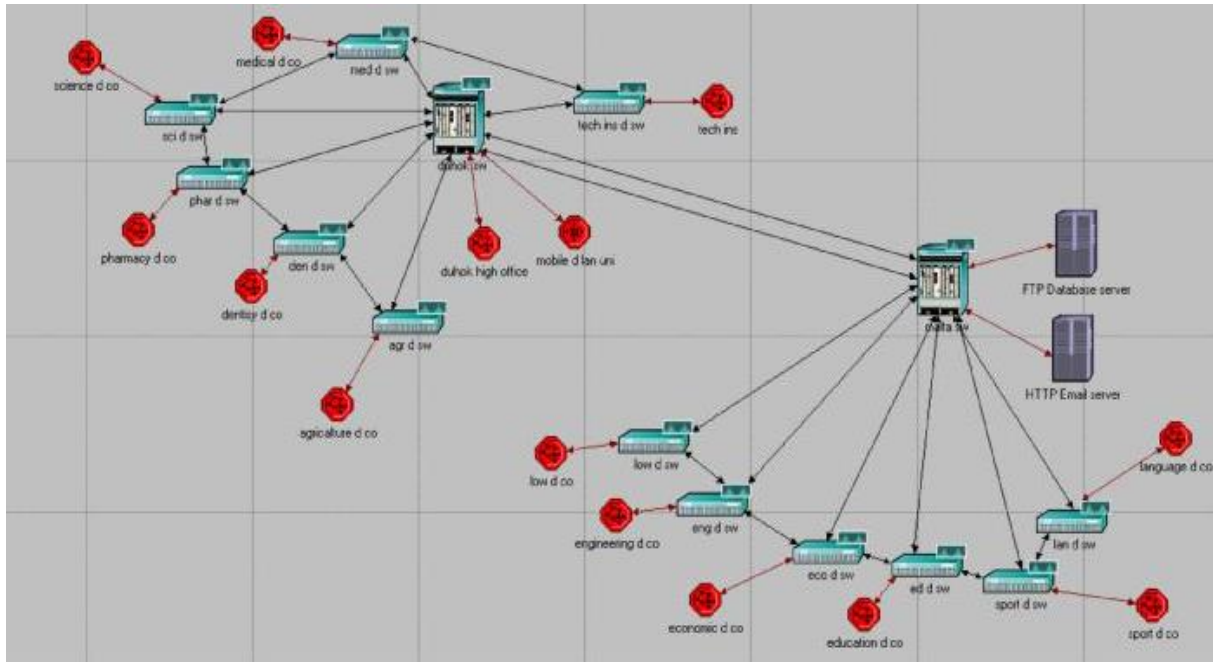 medical d co
med d sw
science d co
sci d sw
tech ins d sw
tech ins
duhok sw
phar d sw
pharmacy d co
den d sw
duhok high office
mobile d lan uni
FTP Database server
agr d sw
HTTP Email server
agricalture d co
low d sw
language d co
low d co
eng d sw
engineering d co
lan d sw
eco d sw
ed d sw
sport d sw
economic d co
education d co
sport d co